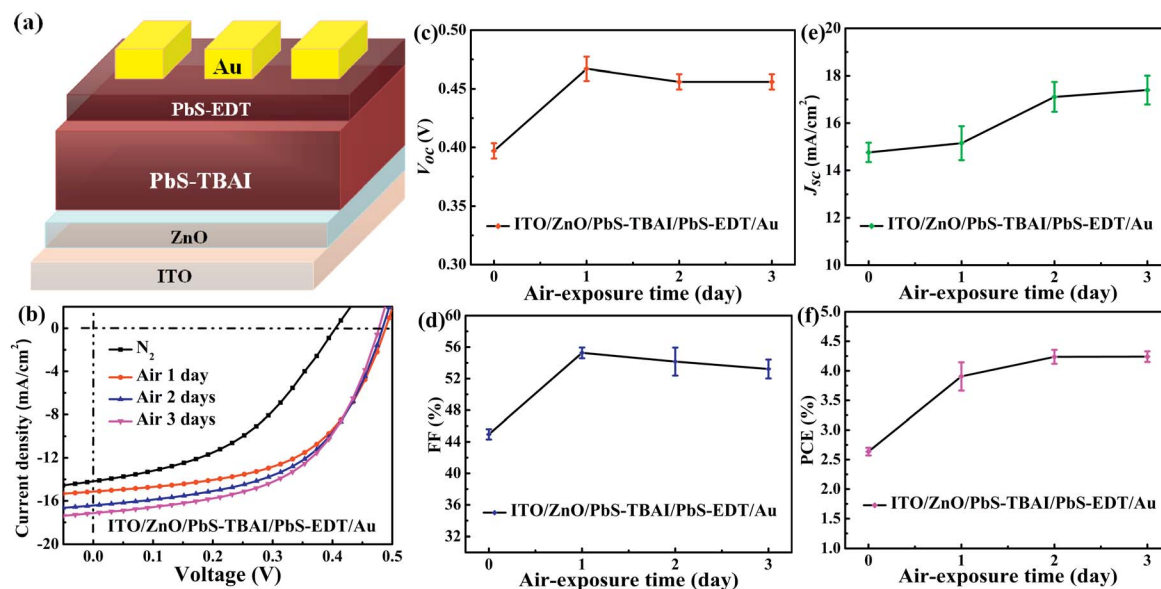 (a)
Au
PbS-EDT
PbS-TBAI
ZnO
ITO
(b)
0
-4
-8
-12
-16
-20
Current density (mA/cm²)
N₂
Air 1 day
Air 2 days
Air 3 days
ITO/ZnO/PbS-TBAI/PbS-EDT/Au
0.0 0.1 0.2 0.3 0.4 0.5
Voltage (V)
(c)
0.50
0.45
0.40
0.35
0.30
Voc (V)
ITO/ZnO/PbS-TBAI/PbS-EDT/Au
0 1 2 3
Air-exposure time (day)
(d)
60
56
52
48
44
40
36
32
FF (%)
ITO/ZnO/PbS-TBAI/PbS-EDT/Au
0 1 2 3
Air-exposure time (day)
(e)
20
18
16
14
12
10
Jsc (mA/cm²)
ITO/ZnO/PbS-TBAI/PbS-EDT/Au
0 1 2 3
Air-exposure time (day)
(f)
5.0
4.5
4.0
3.5
3.0
2.5
2.0
1.5
1.0
PCE (%)
ITO/ZnO/PbS-TBAI/PbS-EDT/Au
0 1 2 3
Air-exposure time (day)